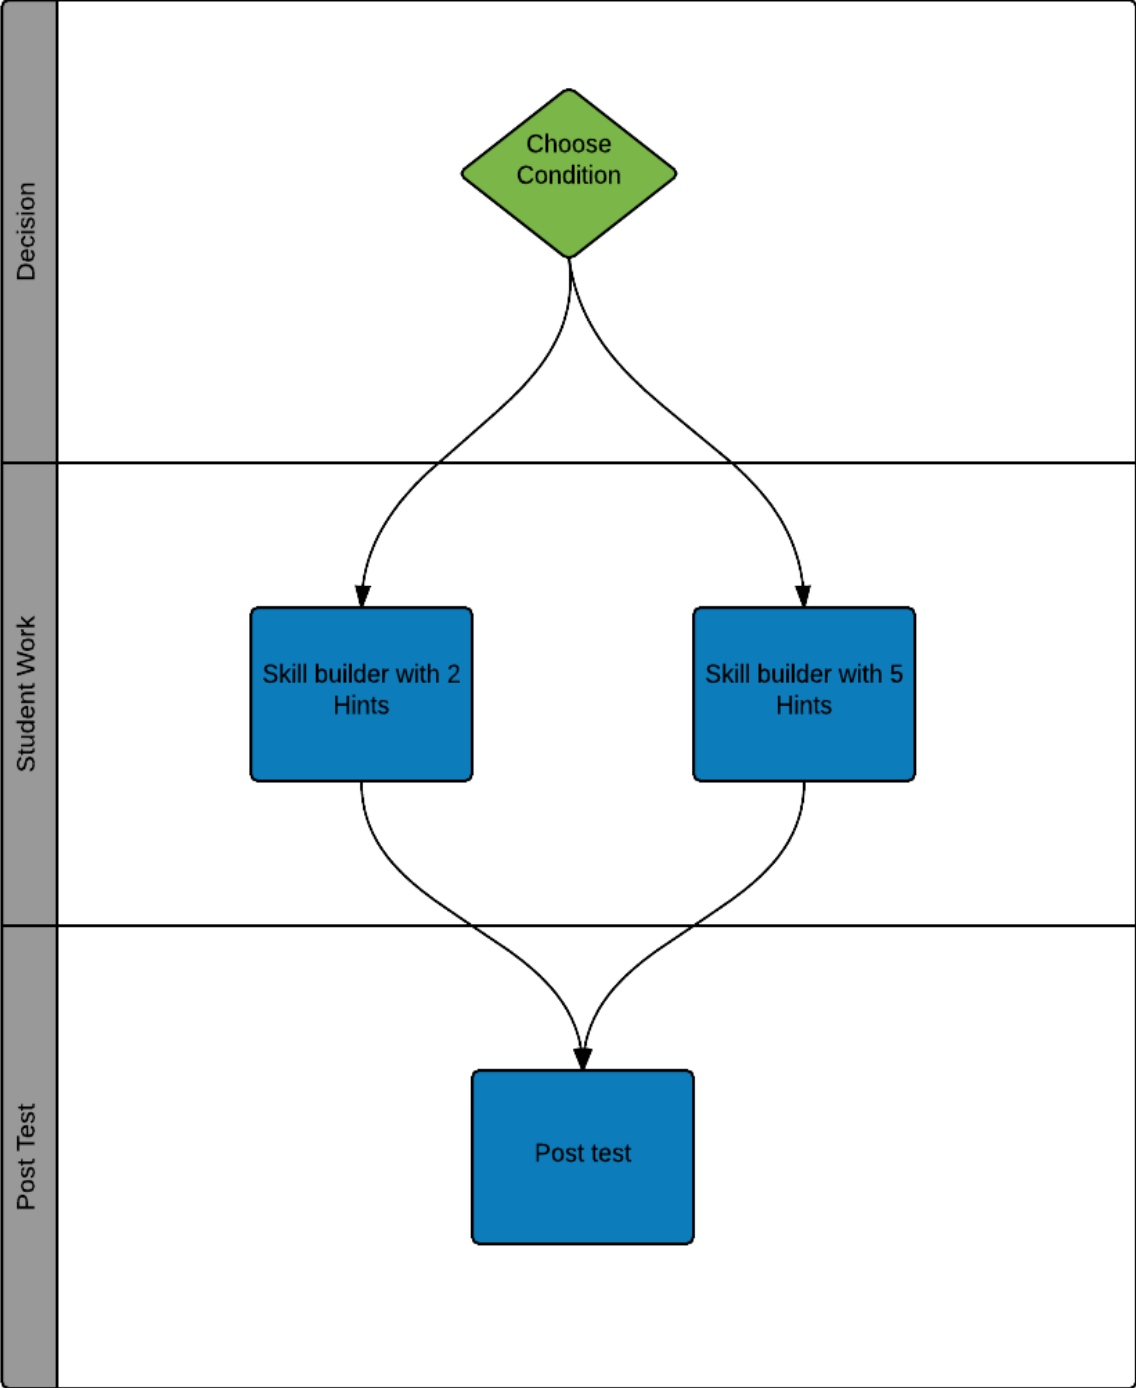 Decision
Choose
Condition
Student Work
Skill builder with 2
Hints
Skill builder with 5
Hints
Post Test
Post test